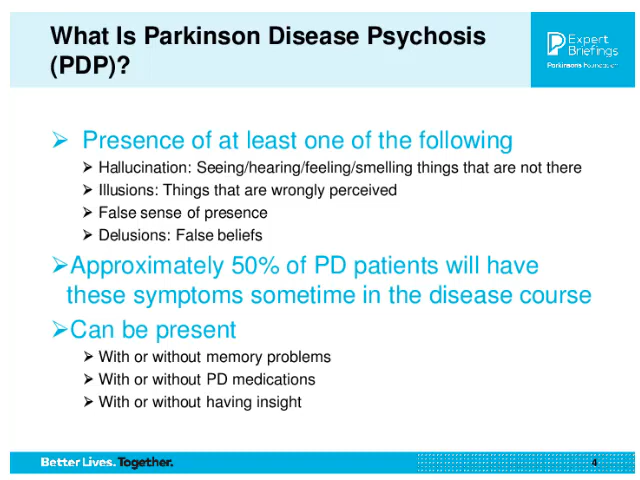 What Is Parkinson Disease Psychosis
(PDP)?
Expert
Briefings
Parkinson's Foundation
➢ Presence of at least one of the following
➢ Hallucination: Seeing/hearing/feeling/smelling things that are not there
➢ Illusions: Things that are wrongly perceived
➢ False sense of presence
➢ Delusions: False beliefs
➢Approximately 50% of PD patients will have
these symptoms sometime in the disease course
➢Can be present
➢ With or without memory problems
➢ With or without PD medications
➢ With or without having insight
Better Lives. Together.
4